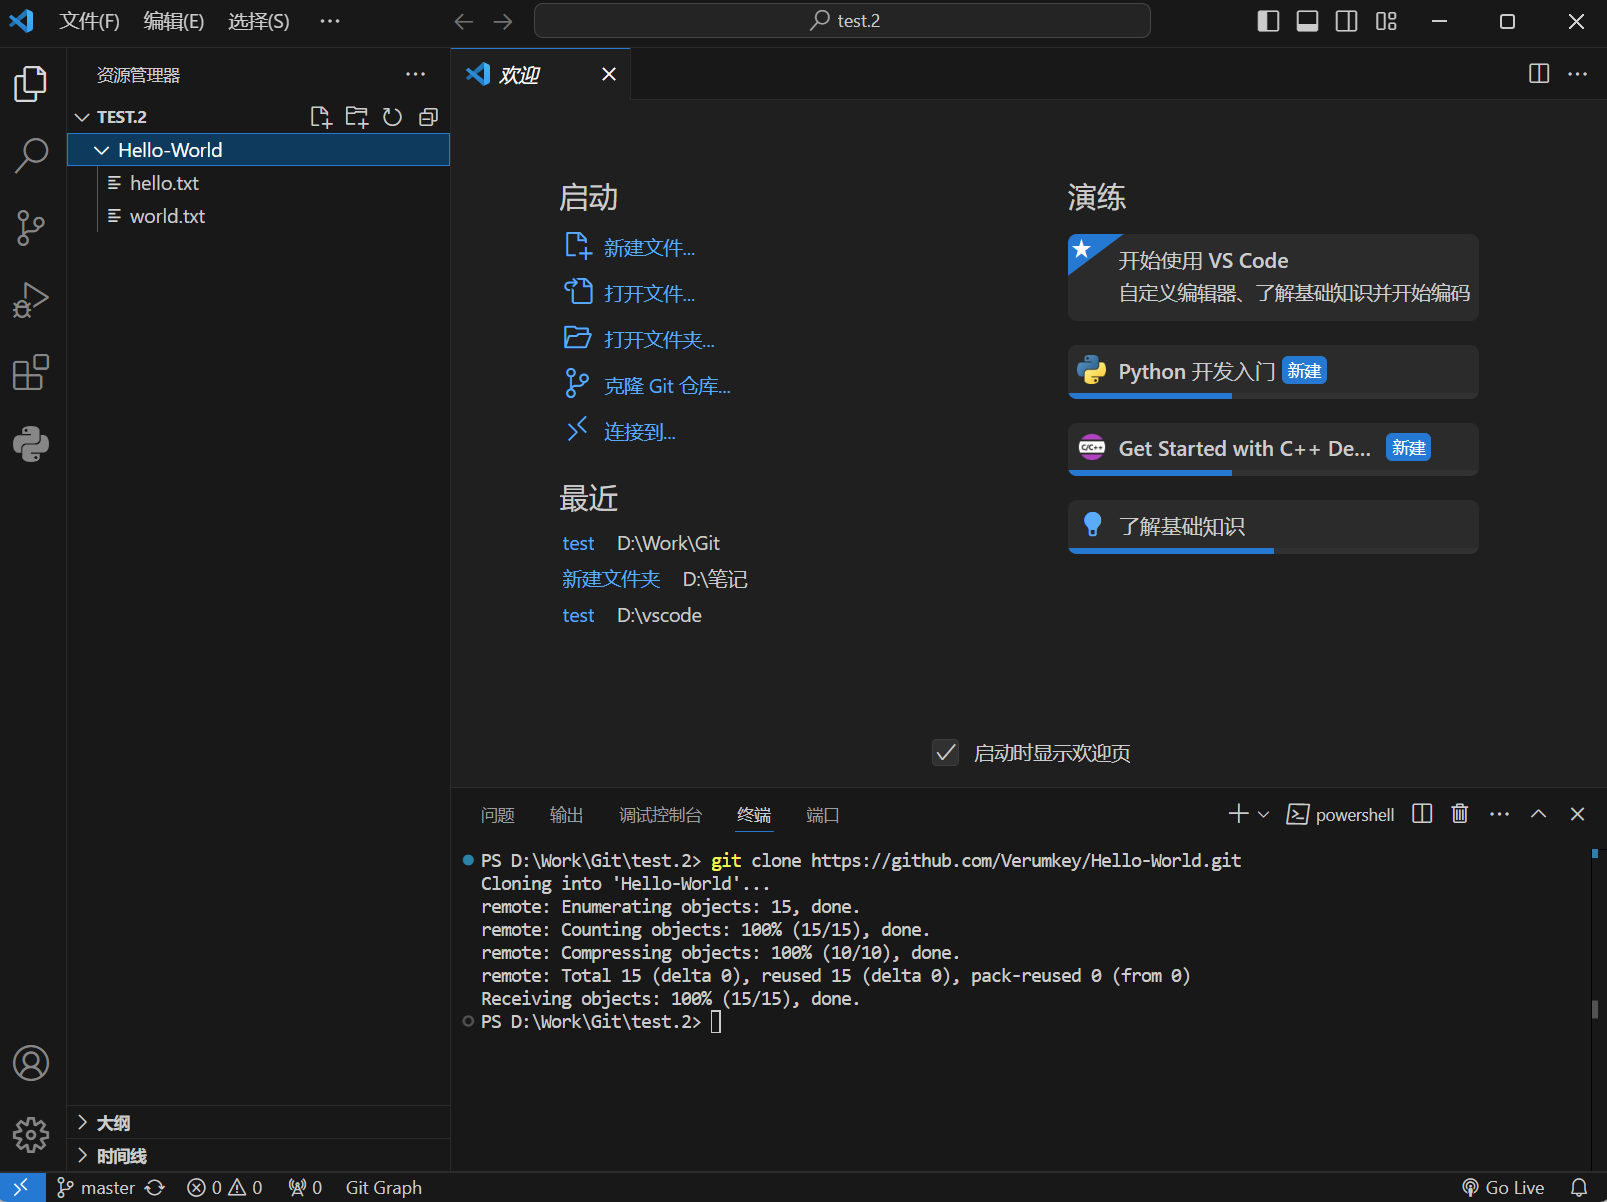 文件(F) 编辑(E) 选择(S) ··· test.2
资源管理器 ···
欢迎
TEST.2
Hello-World
hello.txt
world.txt
启动
新建文件...
打开文件...
打开文件夹...
克隆 Git 仓库...
连接到...
最近
test D:\Work\Git
新建文件夹 D:\笔记
test D:\vscode
演练
开始使用 VS Code
自定义编辑器、了解基础知识并开始编码
Python 开发入门 新建
C/C++ Get Started with C++ De... 新建
了解基础知识
启动时显示欢迎页
问题 输出 调试控制台 终端 端口 powershell
PS D:\Work\Git\test.2> git clone https://github.com/Verumkey/Hello-World.git
Cloning into 'Hello-World'...
remote: Enumerating objects: 15, done.
remote: Counting objects: 100% (15/15), done.
remote: Compressing objects: 100% (10/10), done.
remote: Total 15 (delta 0), reused 15 (delta 0), pack-reused 0 (from 0)
Receiving objects: 100% (15/15), done.
PS D:\Work\Git\test.2>
大纲
时间线
master 0 0 0 Git Graph Go Live